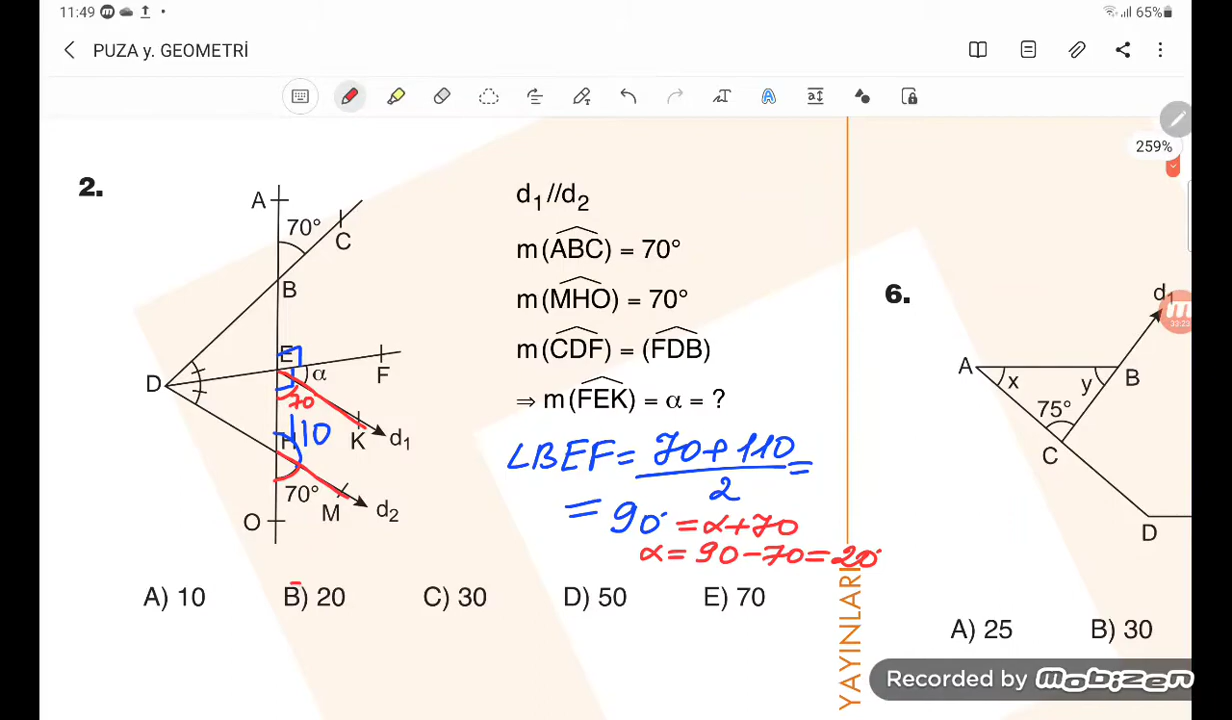 11:49
65%
PUZA y. GEOMETRİ
259%
2.
A
70°
C
B
E
α
F
D
70
110
K
d₁
H
70°
M
d₂
O
d₁//d₂
m(ABC) = 70°
m(MHO) = 70°
m(CDF) = (FDB)
⇒ m(FEK) = α = ?
∠BEF = 70+110 / 2 =
= 90° = α+70
α = 90-70 = 20°
A) 10 B) 20 C) 30 D) 50 E) 70
YAYINLARI
6.
d₁
33:23
A
x
y
B
75°
C
D
A) 25 B) 30
Recorded by mobizen